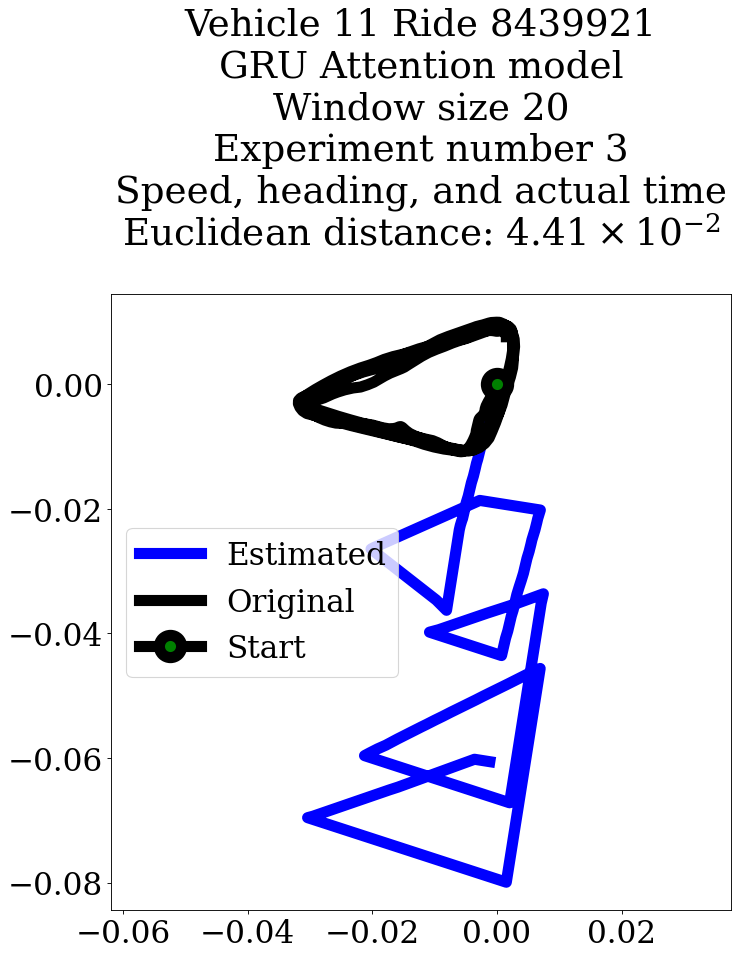 Vehicle 11 Ride 8439921
GRU Attention model
Window size 20
Experiment number 3
Speed, heading, and actual time
Euclidean distance: 4.41 × 10⁻²
0.00
−0.02
−0.04
−0.06
−0.08
Estimated
Original
Start
−0.06 −0.04 −0.02 0.00 0.02